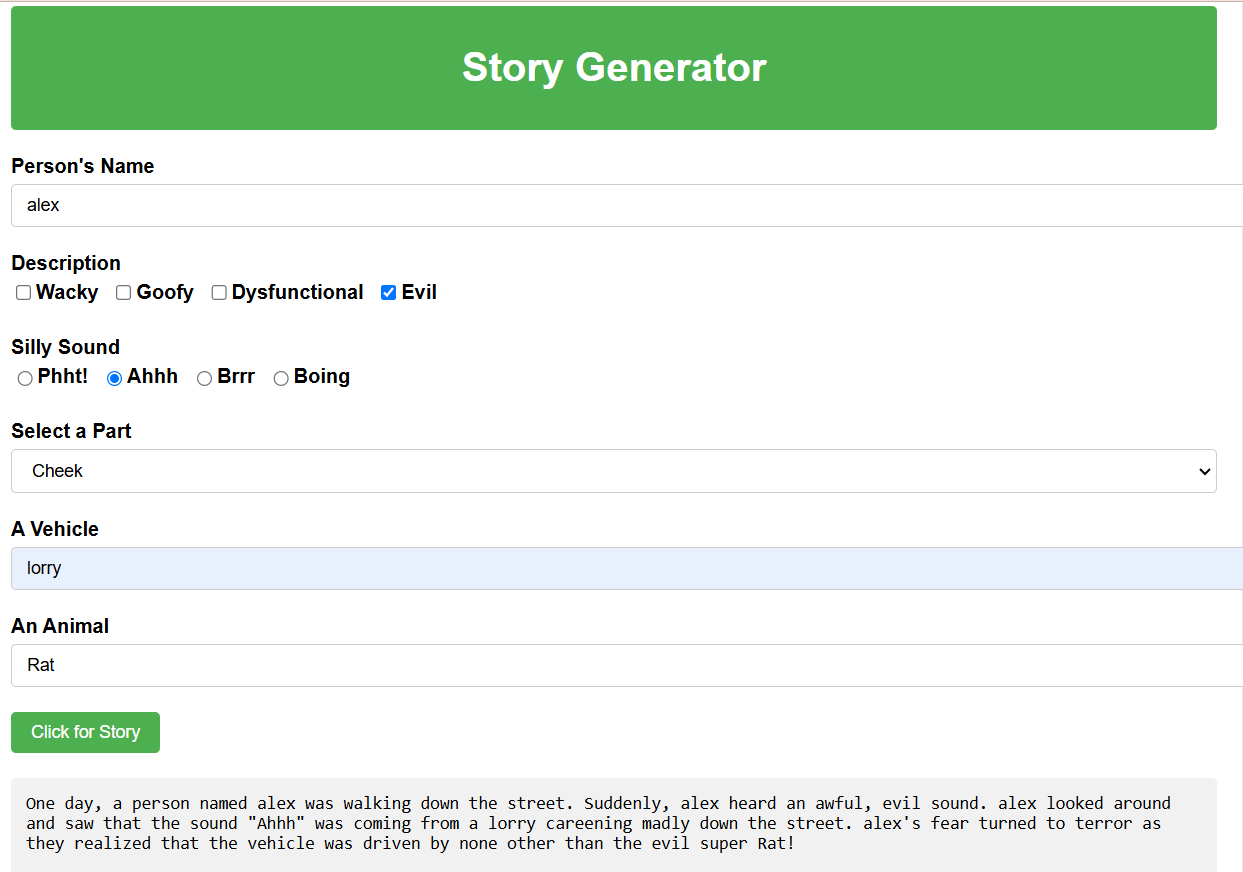 Story Generator
Person's Name
alex
Description
Wacky Goofy Dysfunctional Evil
Silly Sound
Phht! Ahhh Brrr Boing
Select a Part
Cheek
A Vehicle
lorry
An Animal
Rat
Click for Story
One day, a person named alex was walking down the street. Suddenly, alex heard an awful, evil sound. alex looked around
and saw that the sound "Ahhh" was coming from a lorry careening madly down the street. alex's fear turned to terror as
they realized that the vehicle was driven by none other than the evil super Rat!